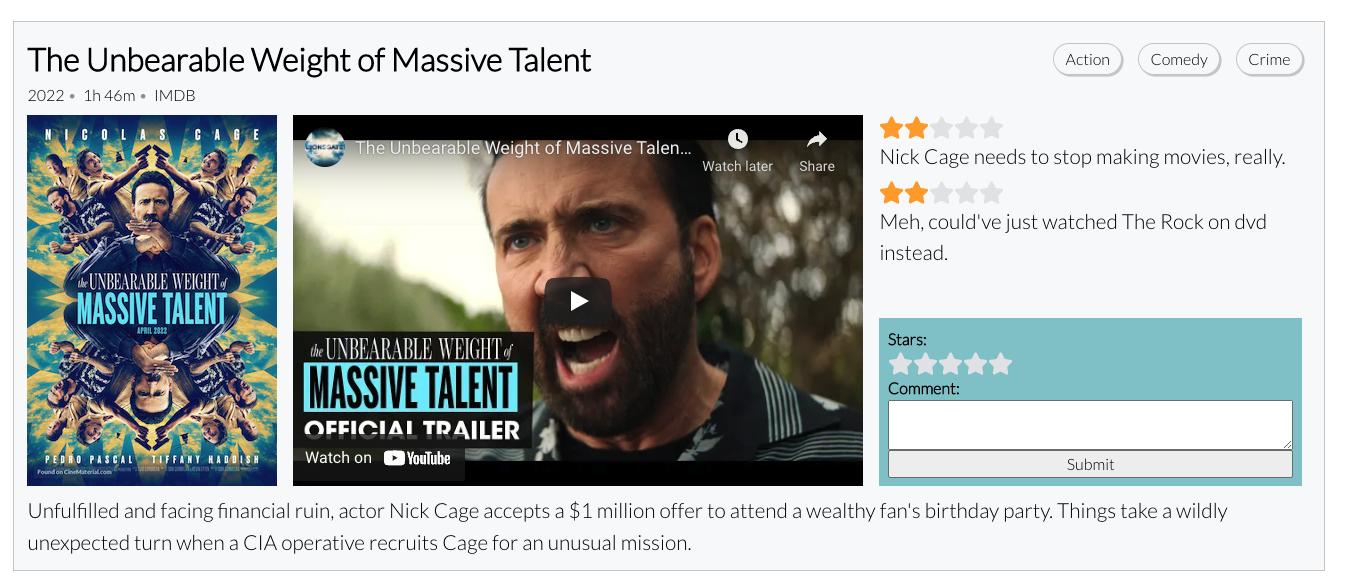 The Unbearable Weight of Massive Talent
Action
Comedy
Crime
2022 • 1h 46m • IMDB
NICOLAS CAGE
the UNBEARABLE WEIGHT of
MASSIVE TALENT
APRIL 2022
PEDRO PASCAL TIFFANY HADDISH
Found on CineMaterial.com
LIONSGATE
The Unbearable Weight of Massive Talen...
Watch later
Share
the UNBEARABLE WEIGHT of
MASSIVE TALENT
OFFICIAL TRAILER
Watch on YouTube
Nick Cage needs to stop making movies, really.
Meh, could've just watched The Rock on dvd
instead.
Stars:
Comment:
Submit
Unfulfilled and facing financial ruin, actor Nick Cage accepts a $1 million offer to attend a wealthy fan's birthday party. Things take a wildly
unexpected turn when a CIA operative recruits Cage for an unusual mission.